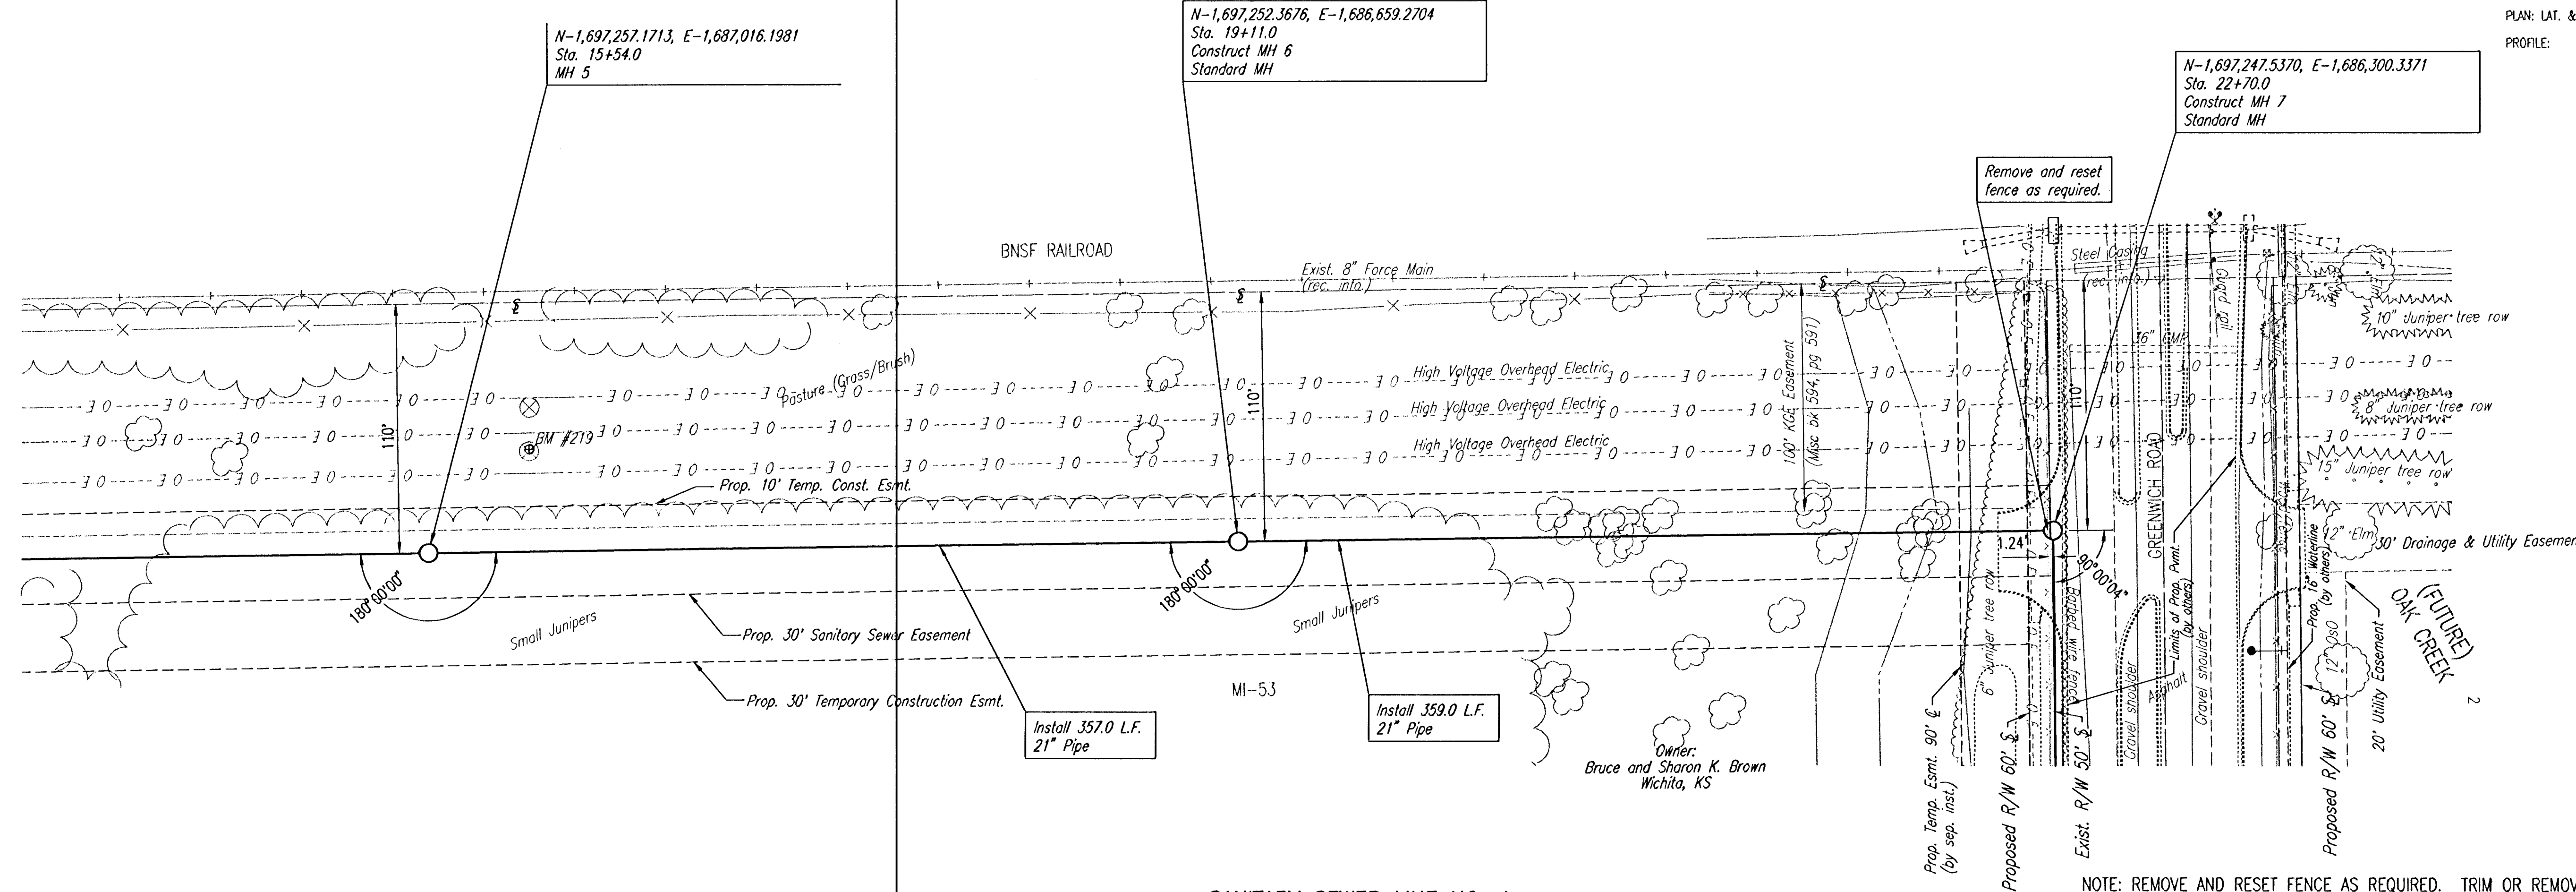 PLAN: LAT. &
PROFILE:
N-1,697,257.1713, E-1,687,016.1981
Sta. 15+54.0
MH 5
N-1,697,252.3676, E-1,686,659.2704
Sta. 19+11.0
Construct MH 6
Standard MH
N-1,697,247.5370, E-1,686,300.3371
Sta. 22+70.0
Construct MH 7
Standard MH
Remove and reset
fence as required.
BNSF RAILROAD
Exist. 8" Force Main
(rec. info.)
Steel Casing
(rec. info.)
Guard rail
10" Juniper tree row
36" CMP
Pasture (Grass/Brush)
High Voltage Overhead Electric
High Voltage Overhead Electric
High Voltage Overhead Electric
100' KGE Easement
(Misc bk 594, pg 591)
110'
110'
110'
8" Juniper tree row
15" Juniper tree row
BM #219
Prop. 10' Temp. Const. Esmt.
GREENWICH ROAD
12" Elm
30' Drainage & Utility Easemen
1.24'
90°00'04"
180°00'00"
180°00'00"
Small Junipers
Small Junipers
Prop. 30' Sanitary Sewer Easement
Prop. 30' Temporary Construction Esmt.
MI-53
Install 357.0 L.F.
21" Pipe
Install 359.0 L.F.
21" Pipe
Owner:
Bruce and Sharon K. Brown
Wichita, KS
6" Juniper tree row
Barbed wire fence
Limits of Prop. Pvmt.
(by others)
Prop. 16" Waterline
(by others)
Gravel shoulder
Asphalt
Gravel shoulder
12" OsO
20' Utility Easement
(FUTURE)
OAK CREEK
2
Prop. Temp. Esmt. 90' ℄
(by sep. inst.)
Proposed R/W 60' ℄
Exist. R/W 50' ℄
Proposed R/W 60' ℄
NOTE: REMOVE AND RESET FENCE AS REQUIRED. TRIM OR REMOV